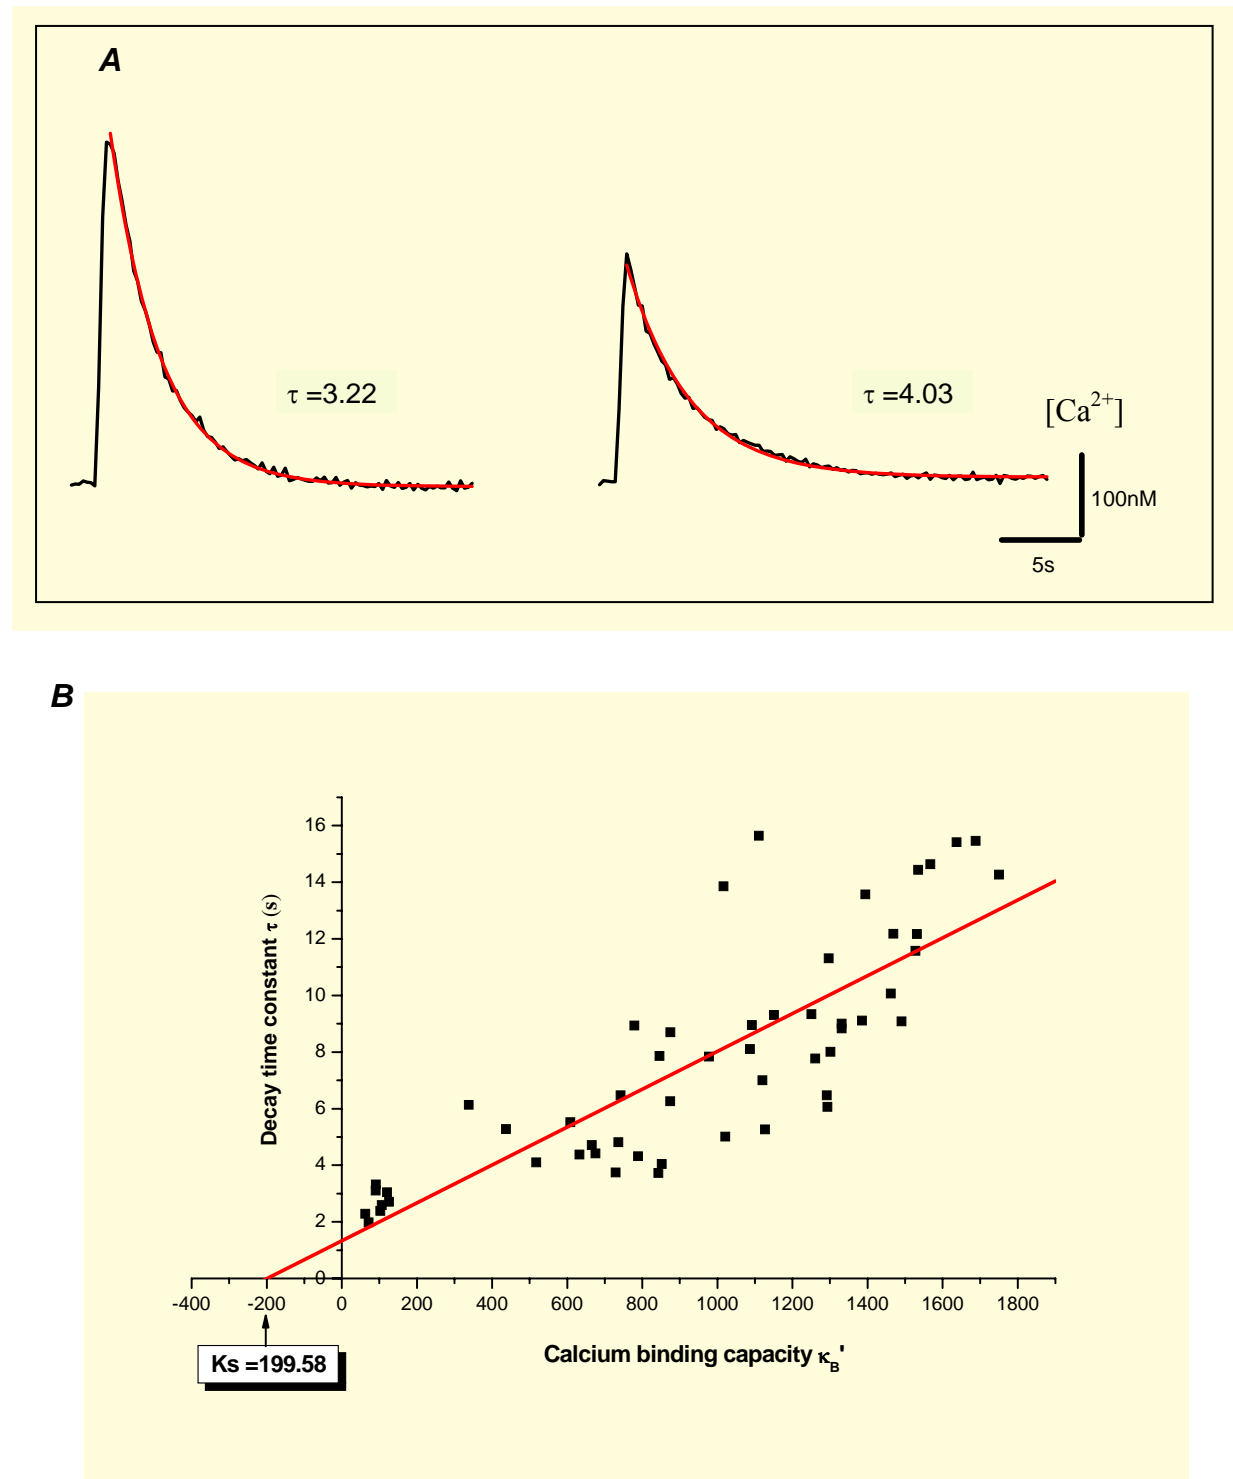 A
τ =3.22
τ =4.03
[Ca2+]
100nM
5s
B
16
14
12
10
8
6
4
2
0
Decay time constant τ (s)
-400 -200 0 200 400 600 800 1000 1200 1400 1600 1800
Ks =199.58
Calcium binding capacity κB'